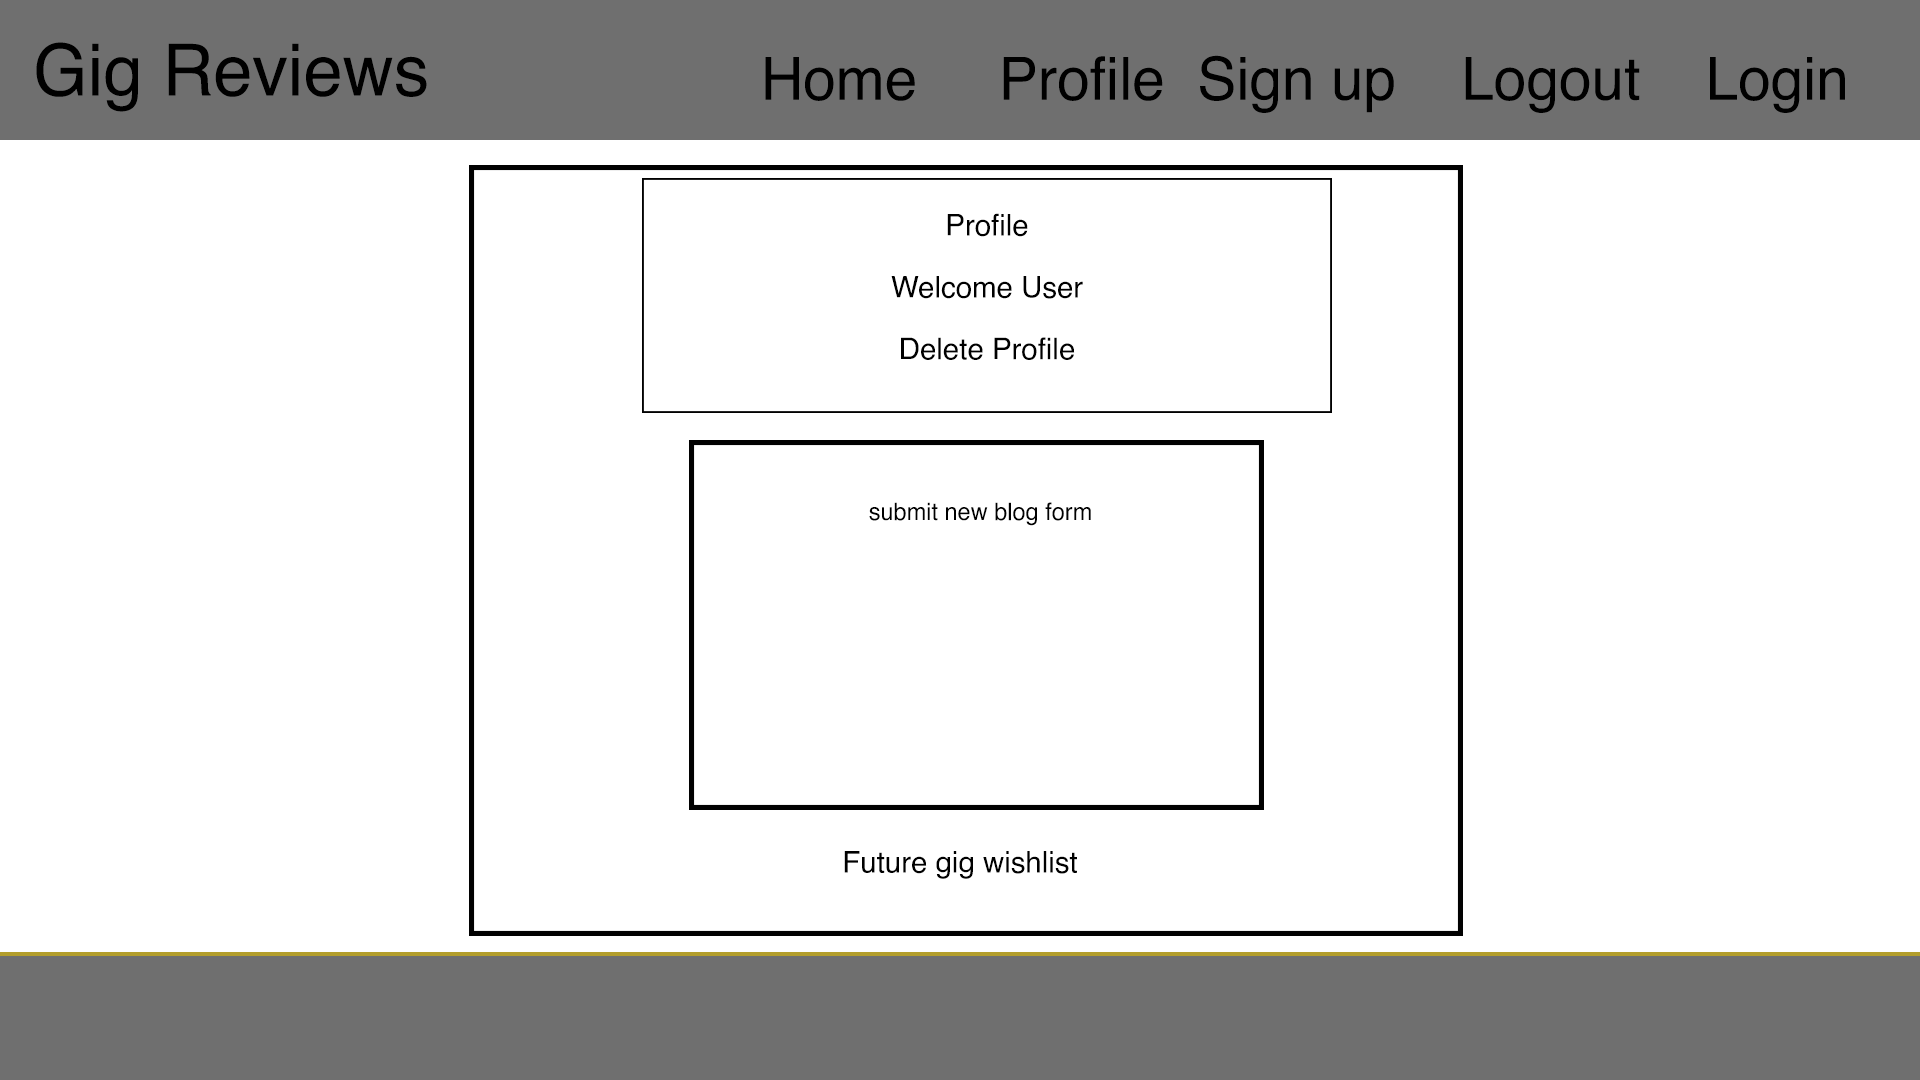 Gig Reviews Home Profile Sign up Logout Login
Profile
Welcome User
Delete Profile
submit new blog form
Future gig wishlist